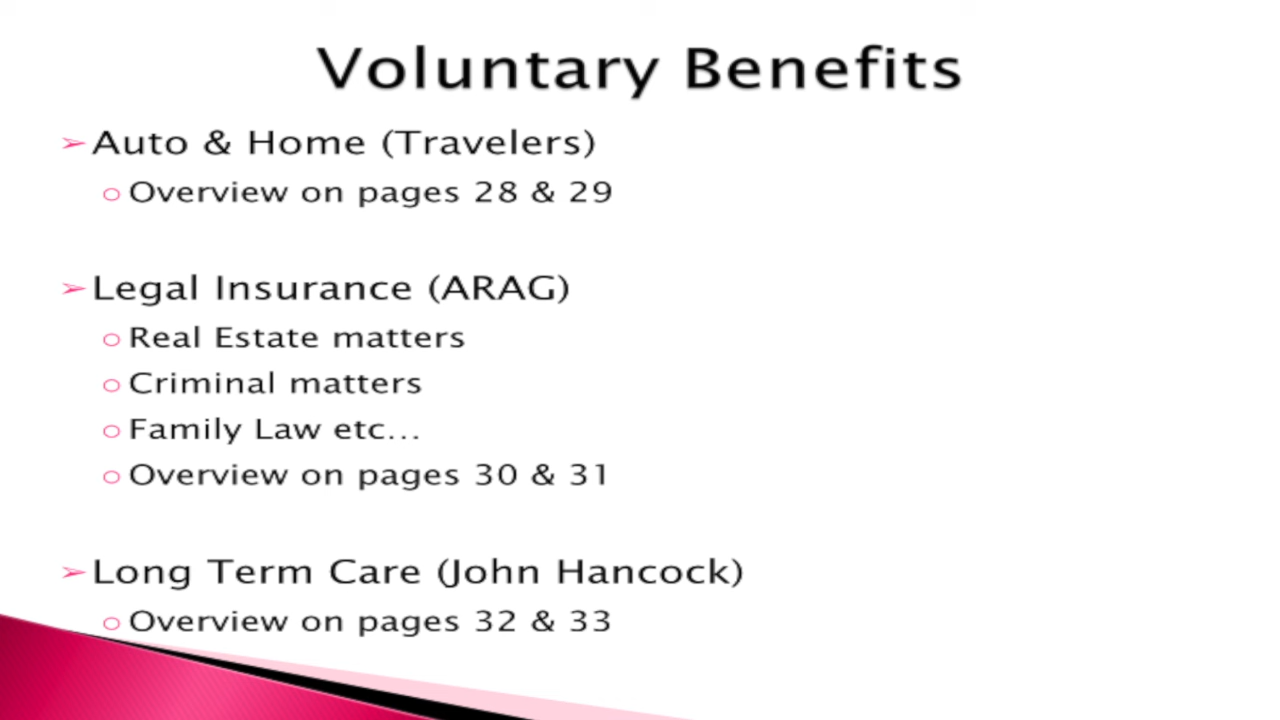 Voluntary Benefits
➢ Auto & Home (Travelers)
○ Overview on pages 28 & 29
➢ Legal Insurance (ARAG)
○ Real Estate matters
○ Criminal matters
○ Family Law etc...
○ Overview on pages 30 & 31
➢ Long Term Care (John Hancock)
○ Overview on pages 32 & 33